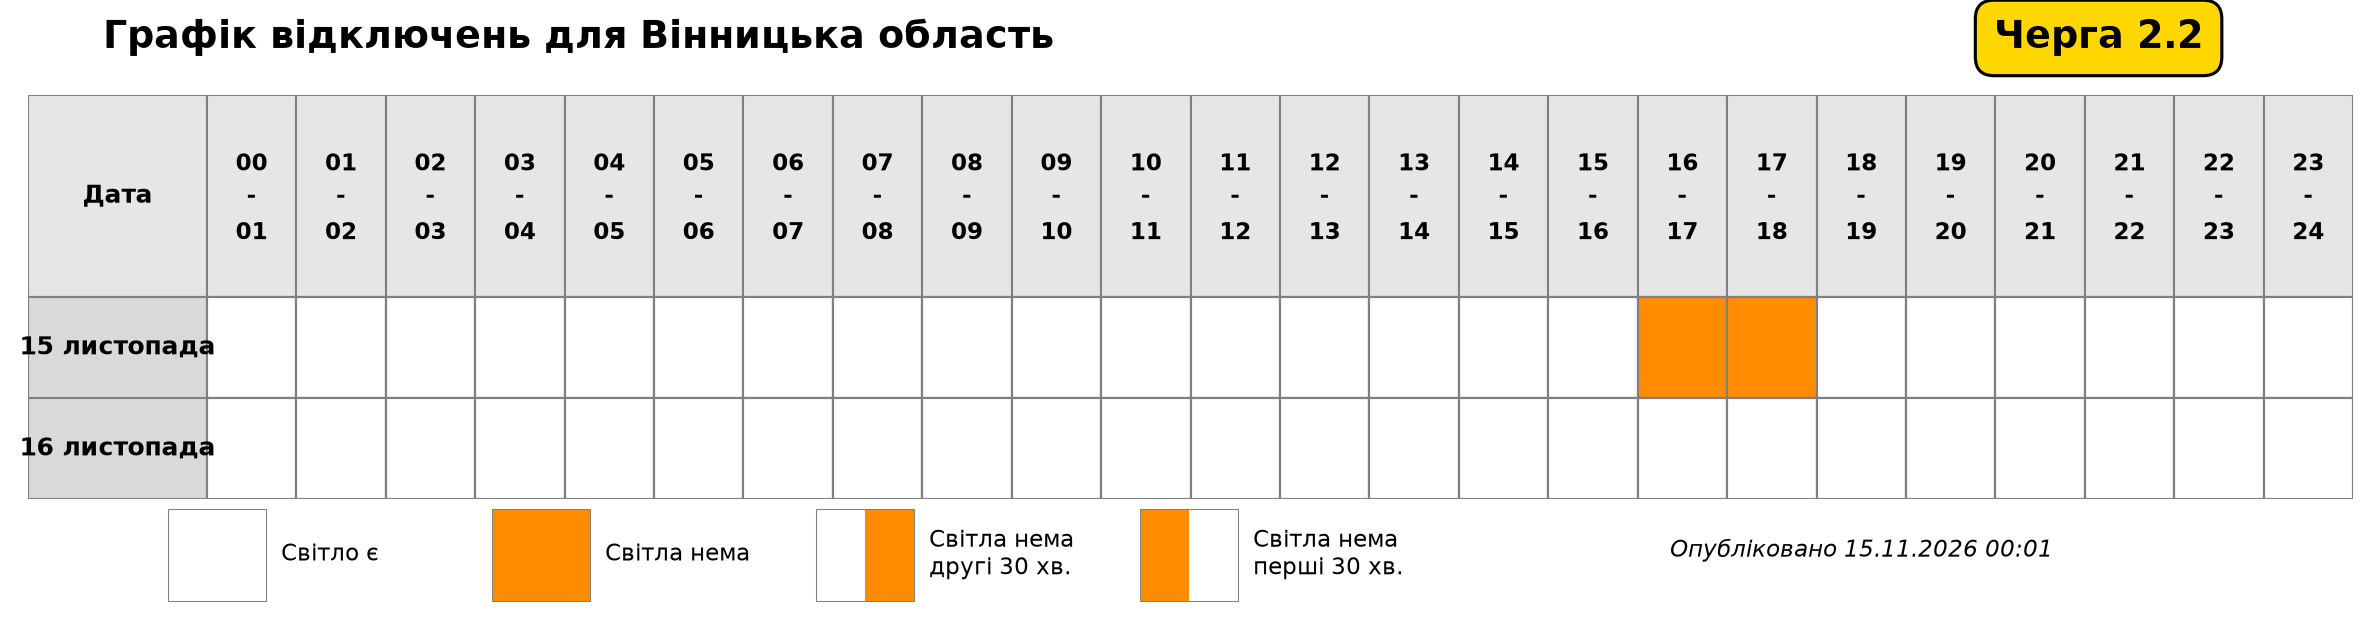 Графік відключень для Вінницька область
Черга 2.2
Дата
00 - 01
01 - 02
02 - 03
03 - 04
04 - 05
05 - 06
06 - 07
07 - 08
08 - 09
09 - 10
10 - 11
11 - 12
12 - 13
13 - 14
14 - 15
15 - 16
16 - 17
17 - 18
18 - 19
19 - 20
20 - 21
21 - 22
22 - 23
23 - 24
15 листопада
16 листопада
Світло є
Світла нема
Світла нема
другі 30 хв.
Світла нема
перші 30 хв.
Опубліковано 15.11.2026 00:01